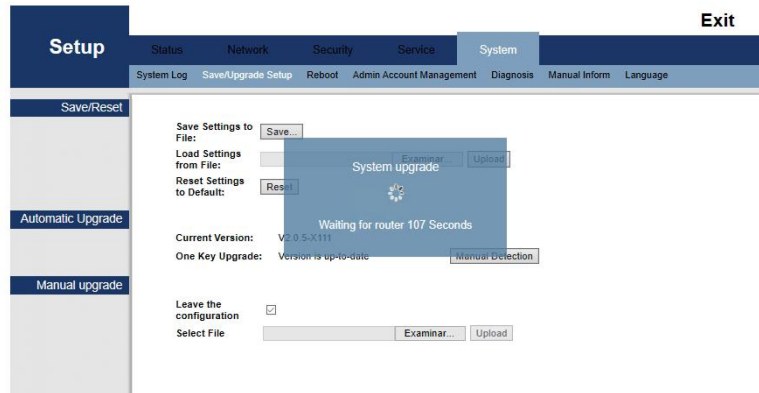 Exit
Setup
Status Network Security Service System
System Log Save/Upgrade Setup Reboot Admin Account Management Diagnosis Manual Inform Language
Save/Reset
Save Settings to
File:
Save...
Load Settings
from File:
Examinar...
Upload
Reset Settings
to Default:
Reset
System upgrade
Waiting for router 107 Seconds
Automatic Upgrade
Current Version:
V2.0.5-X111
One Key Upgrade:
Version is up-to-date
Manual Detection
Manual upgrade
Leave the
configuration
Select File
Examinar...
Upload